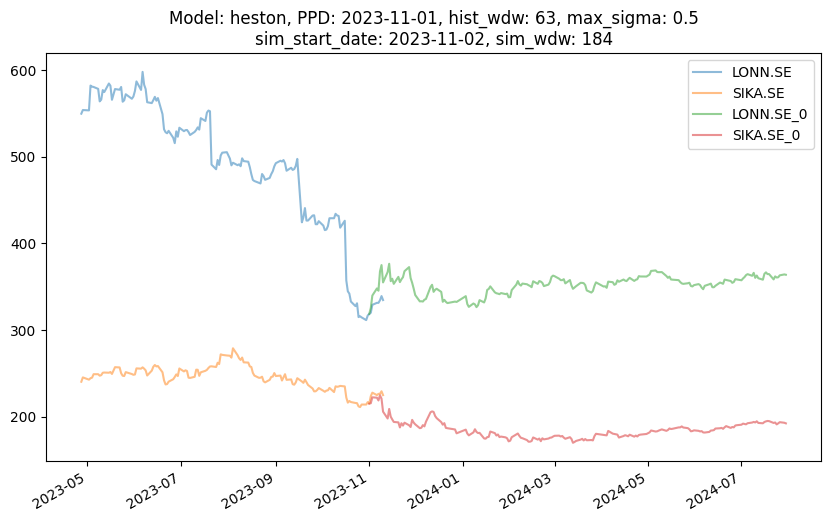 Model: heston, PPD: 2023-11-01, hist_wdw: 63, max_sigma: 0.5
sim_start_date: 2023-11-02, sim_wdw: 184
LONN.SE
SIKA.SE
LONN.SE_0
SIKA.SE_0
600
500
400
300
200
2023-05
2023-07
2023-09
2023-11
2024-01
2024-03
2024-05
2024-07